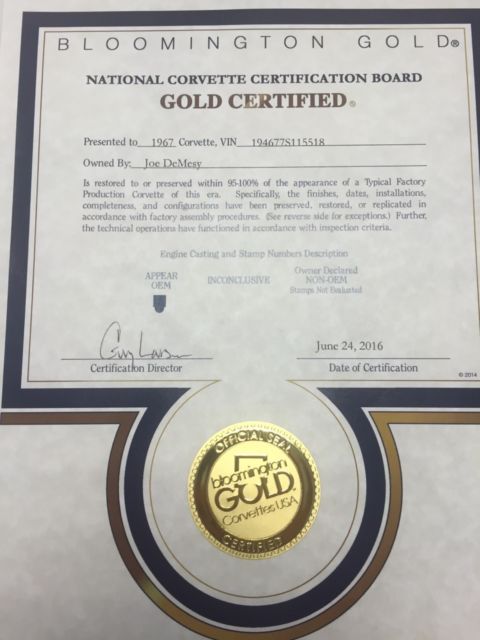 BLOOMINGTON GOLD®
NATIONAL CORVETTE CERTIFICATION BOARD
GOLD CERTIFIED®
Presented to 1967 Corvette, VIN 194677S115518
Owned By: Joe DeMesy
Is restored to or preserved within 95-100% of the appearance of a Typical Factory
Production Corvette of this era. Specifically, the finishes, dates, installations,
completeness, and configurations have been preserved, restored, or replicated in
accordance with factory assembly procedures. (See reverse side for exceptions.) Further,
the technical operations have functioned in accordance with inspection criteria.
Engine Casting and Stamp Numbers Description
APPEAR
OEM
INCONCLUSIVE
Owner Declared
NON-OEM
Stamps Not Evaluated
June 24, 2016
Certification Director
Date of Certification
© 2014
OFFICIAL SEAL
bloomington
GOLD
Corvettes USA
CERTIFIED